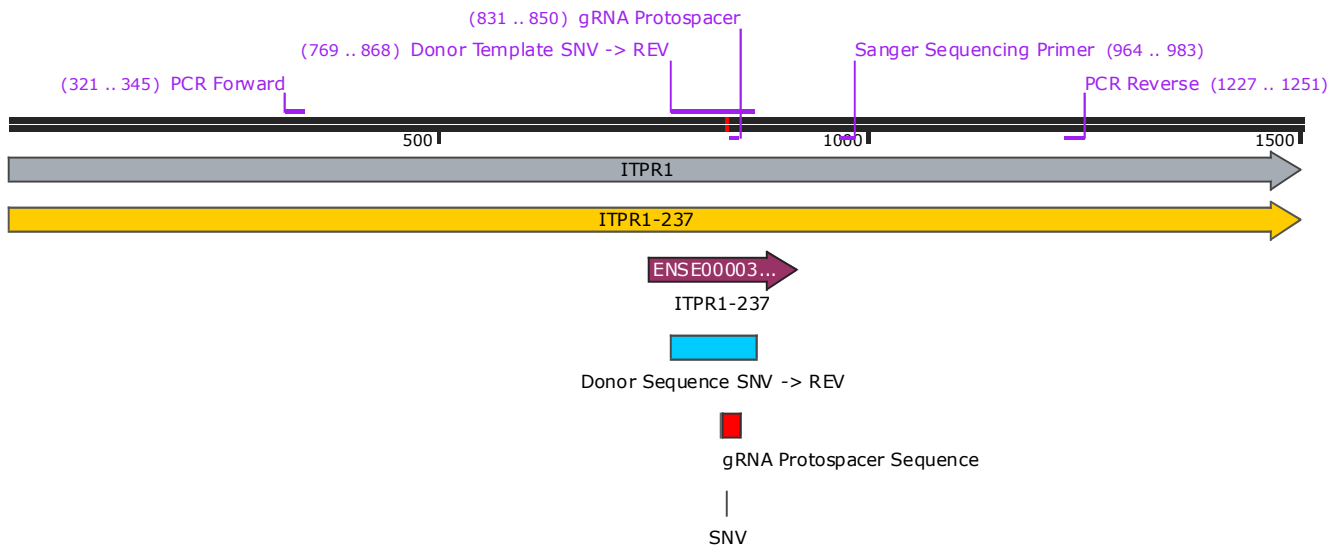 (831 .. 850) gRNA Protospacer
(769 .. 868) Donor Template SNV -> REV
Sanger Sequencing Primer (964 .. 983)
(321 .. 345) PCR Forward
PCR Reverse (1227 .. 1251)
500
1000
1500
ITPR1
ITPR1-237
ENSE00003...
ITPR1-237
Donor Sequence SNV -> REV
gRNA Protospacer Sequence
SNV